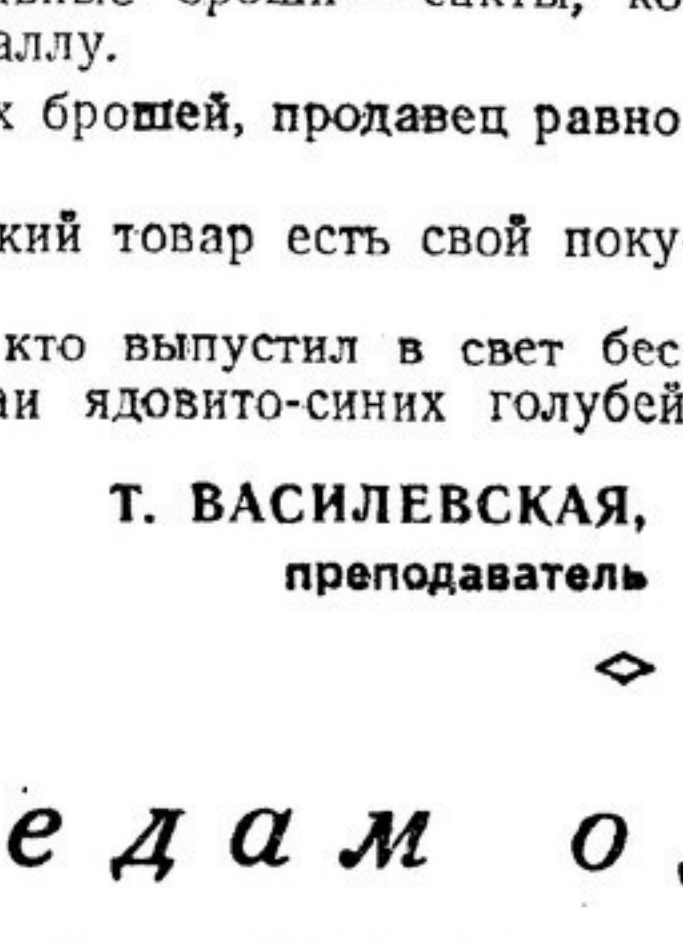 аллу.
х брошей, продавец равно
кий товар есть свой поку-
кто выпустил в свет бес
аи ядовито-синих голубей
Т. ВАСИЛЕВСКАЯ,
преподаватель
едам о